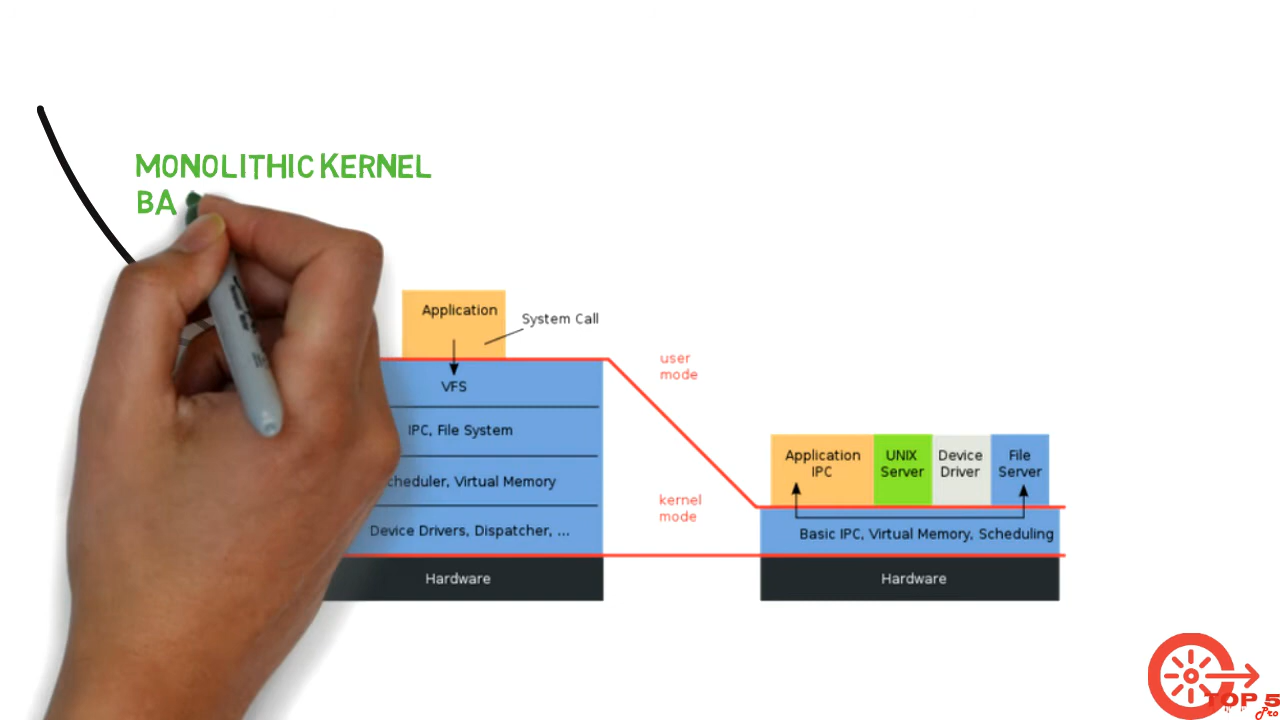 MONOLITHIC KERNEL
BA
Application
System Call
VFS
IPC, File System
cheduler, Virtual Memory
Device Drivers, Dispatcher, ...
Hardware
user
mode
kernel
mode
Application
IPC
UNIX
Server
Device
Driver
File
Server
Basic IPC, Virtual Memory, Scheduling
Hardware
TOP 5
Pro